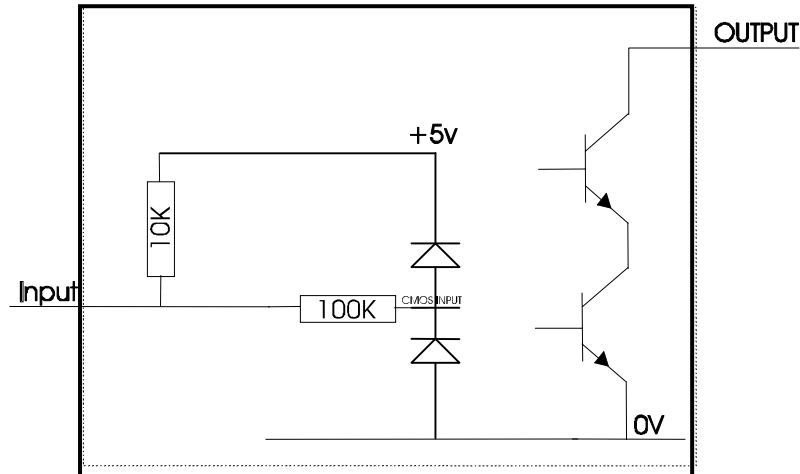 OUTPUT
+5v
10K
Input
CMOS INPUT
100K
0V